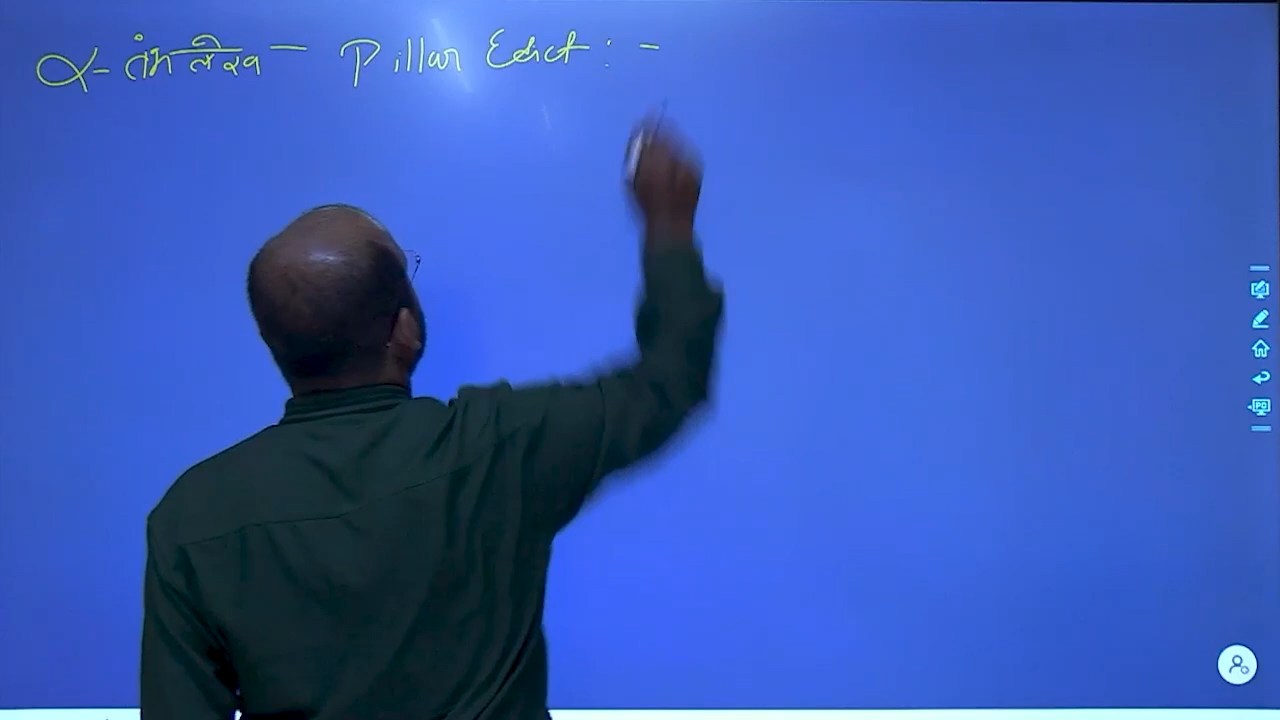 α- तंभ लेख — Pillar Edict : -